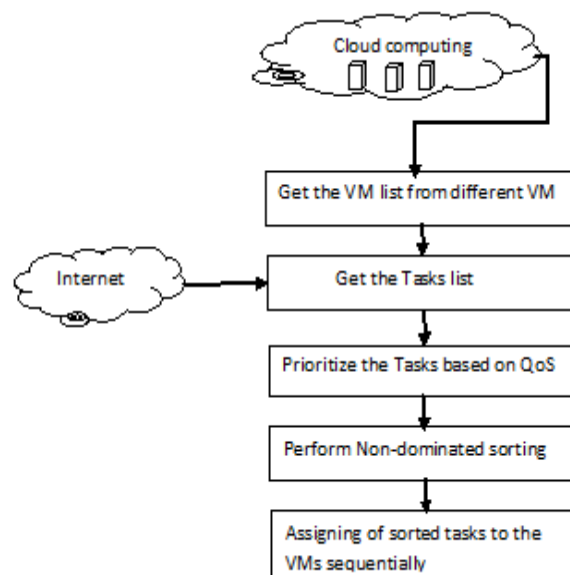 Cloud computing
Get the VM list from different VM
Internet
Get the Tasks list
Prioritize the Tasks based on QoS
Perform Non-dominated sorting
Assigning of sorted tasks to the
VMs sequentially